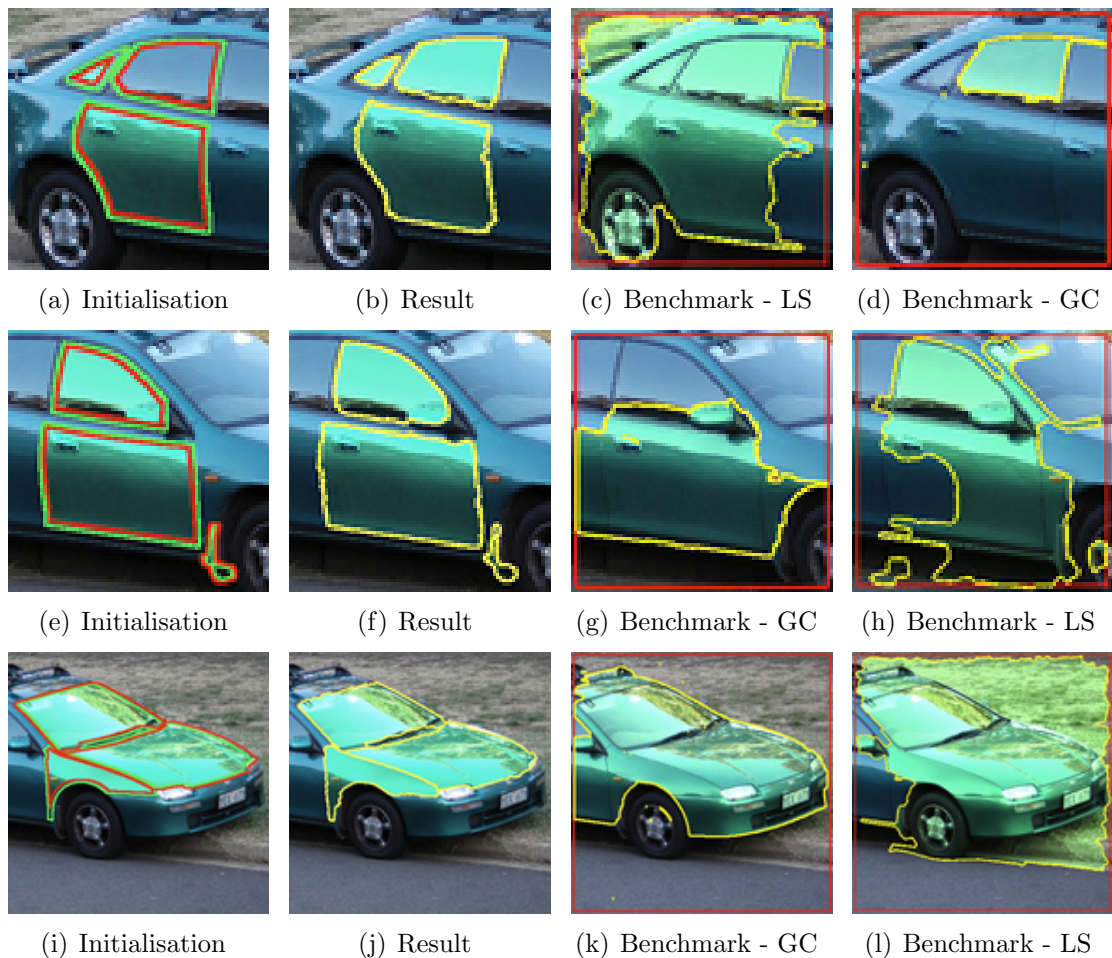 (a) Initialisation
(b) Result
(c) Benchmark - LS
(d) Benchmark - GC
(e) Initialisation
(f) Result
(g) Benchmark - GC
(h) Benchmark - LS
(i) Initialisation
(j) Result
(k) Benchmark - GC
(l) Benchmark - LS